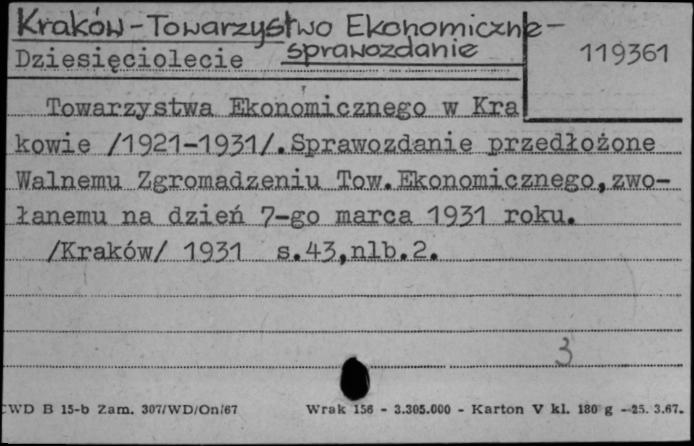 Kraków-Towarzystwo Ekonomiczne-
sprawozdanie
119361
Dziesięciolecie
Towarzystwa Ekonomicznego w Kra
kowie /1921-1931/.Sprawozdanie przedłożone
Walnemu Zgromadzeniu Tow.Ekonomicznego,zwo-
łanemu na dzień 7-go marca 1931 roku.
/Kraków/ 1931 s.43,nlb.2.
3
CWD B 15-b Zam. 307/WD/On/67 Wrak 156 - 3.305.000 - Karton V kl. 180 g -25. 3.67.